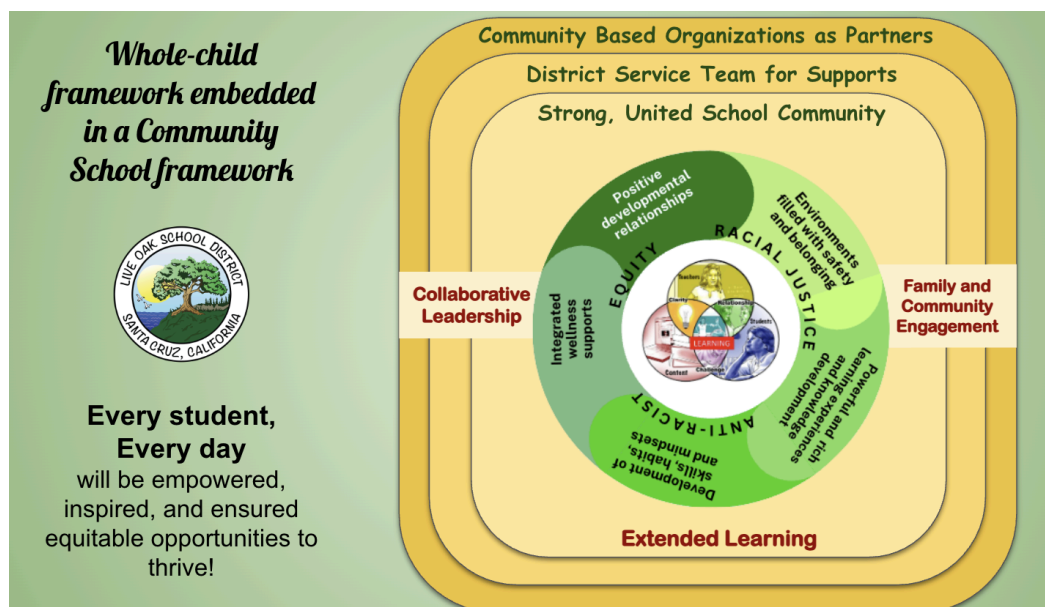 Whole-child
framework embedded
in a Community
School framework
LIVE OAK SCHOOL DISTRICT
SANTA CRUZ, CALIFORNIA
Every student,
Every day
will be empowered,
inspired, and ensured
equitable opportunities to
thrive!
Community Based Organizations as Partners
District Service Team for Supports
Strong, United School Community
Positive
developmental
relationships
Environments
filled with safety
and belonging
Powerful and rich
learning experiences
and knowledge
development
Development of
skills, habits,
and mindsets
Integrated
wellness
supports
EQUITY
RACIAL JUSTICE
ANTI-RACIST
Teachers
Clarity
Relationship
Students
LEARNING
Content
Challenge
Collaborative
Leadership
Family and
Community
Engagement
Extended Learning